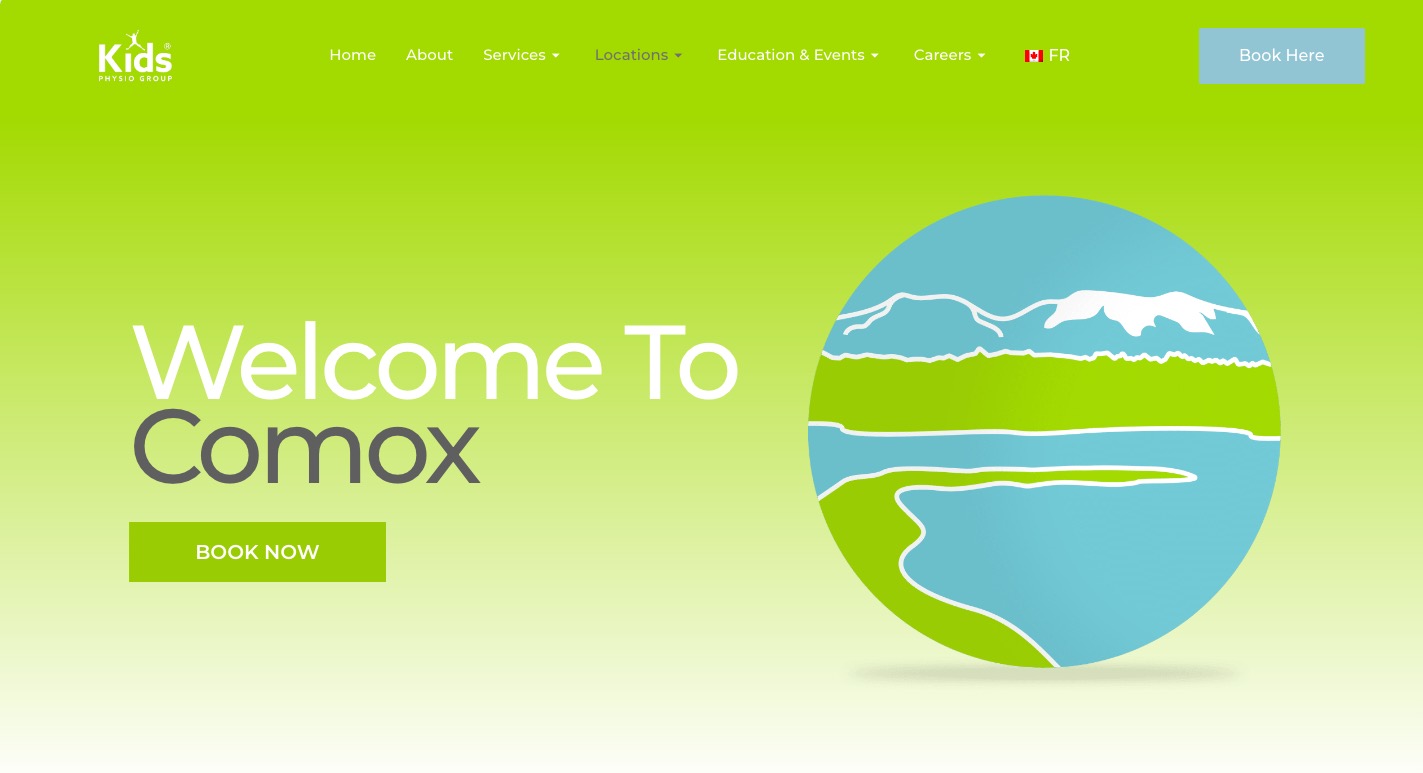 Kids®
PHYSIO GROUP
Home About Services Locations Education & Events Careers FR
Book Here
Welcome To
Comox
BOOK NOW